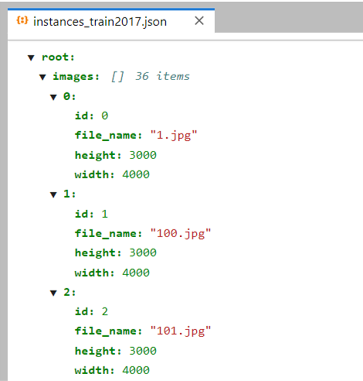 instances_train2017.json
root:
images: [] 36 items
0:
id: 0
file_name: "1.jpg"
height: 3000
width: 4000
1:
id: 1
file_name: "100.jpg"
height: 3000
width: 4000
2:
id: 2
file_name: "101.jpg"
height: 3000
width: 4000